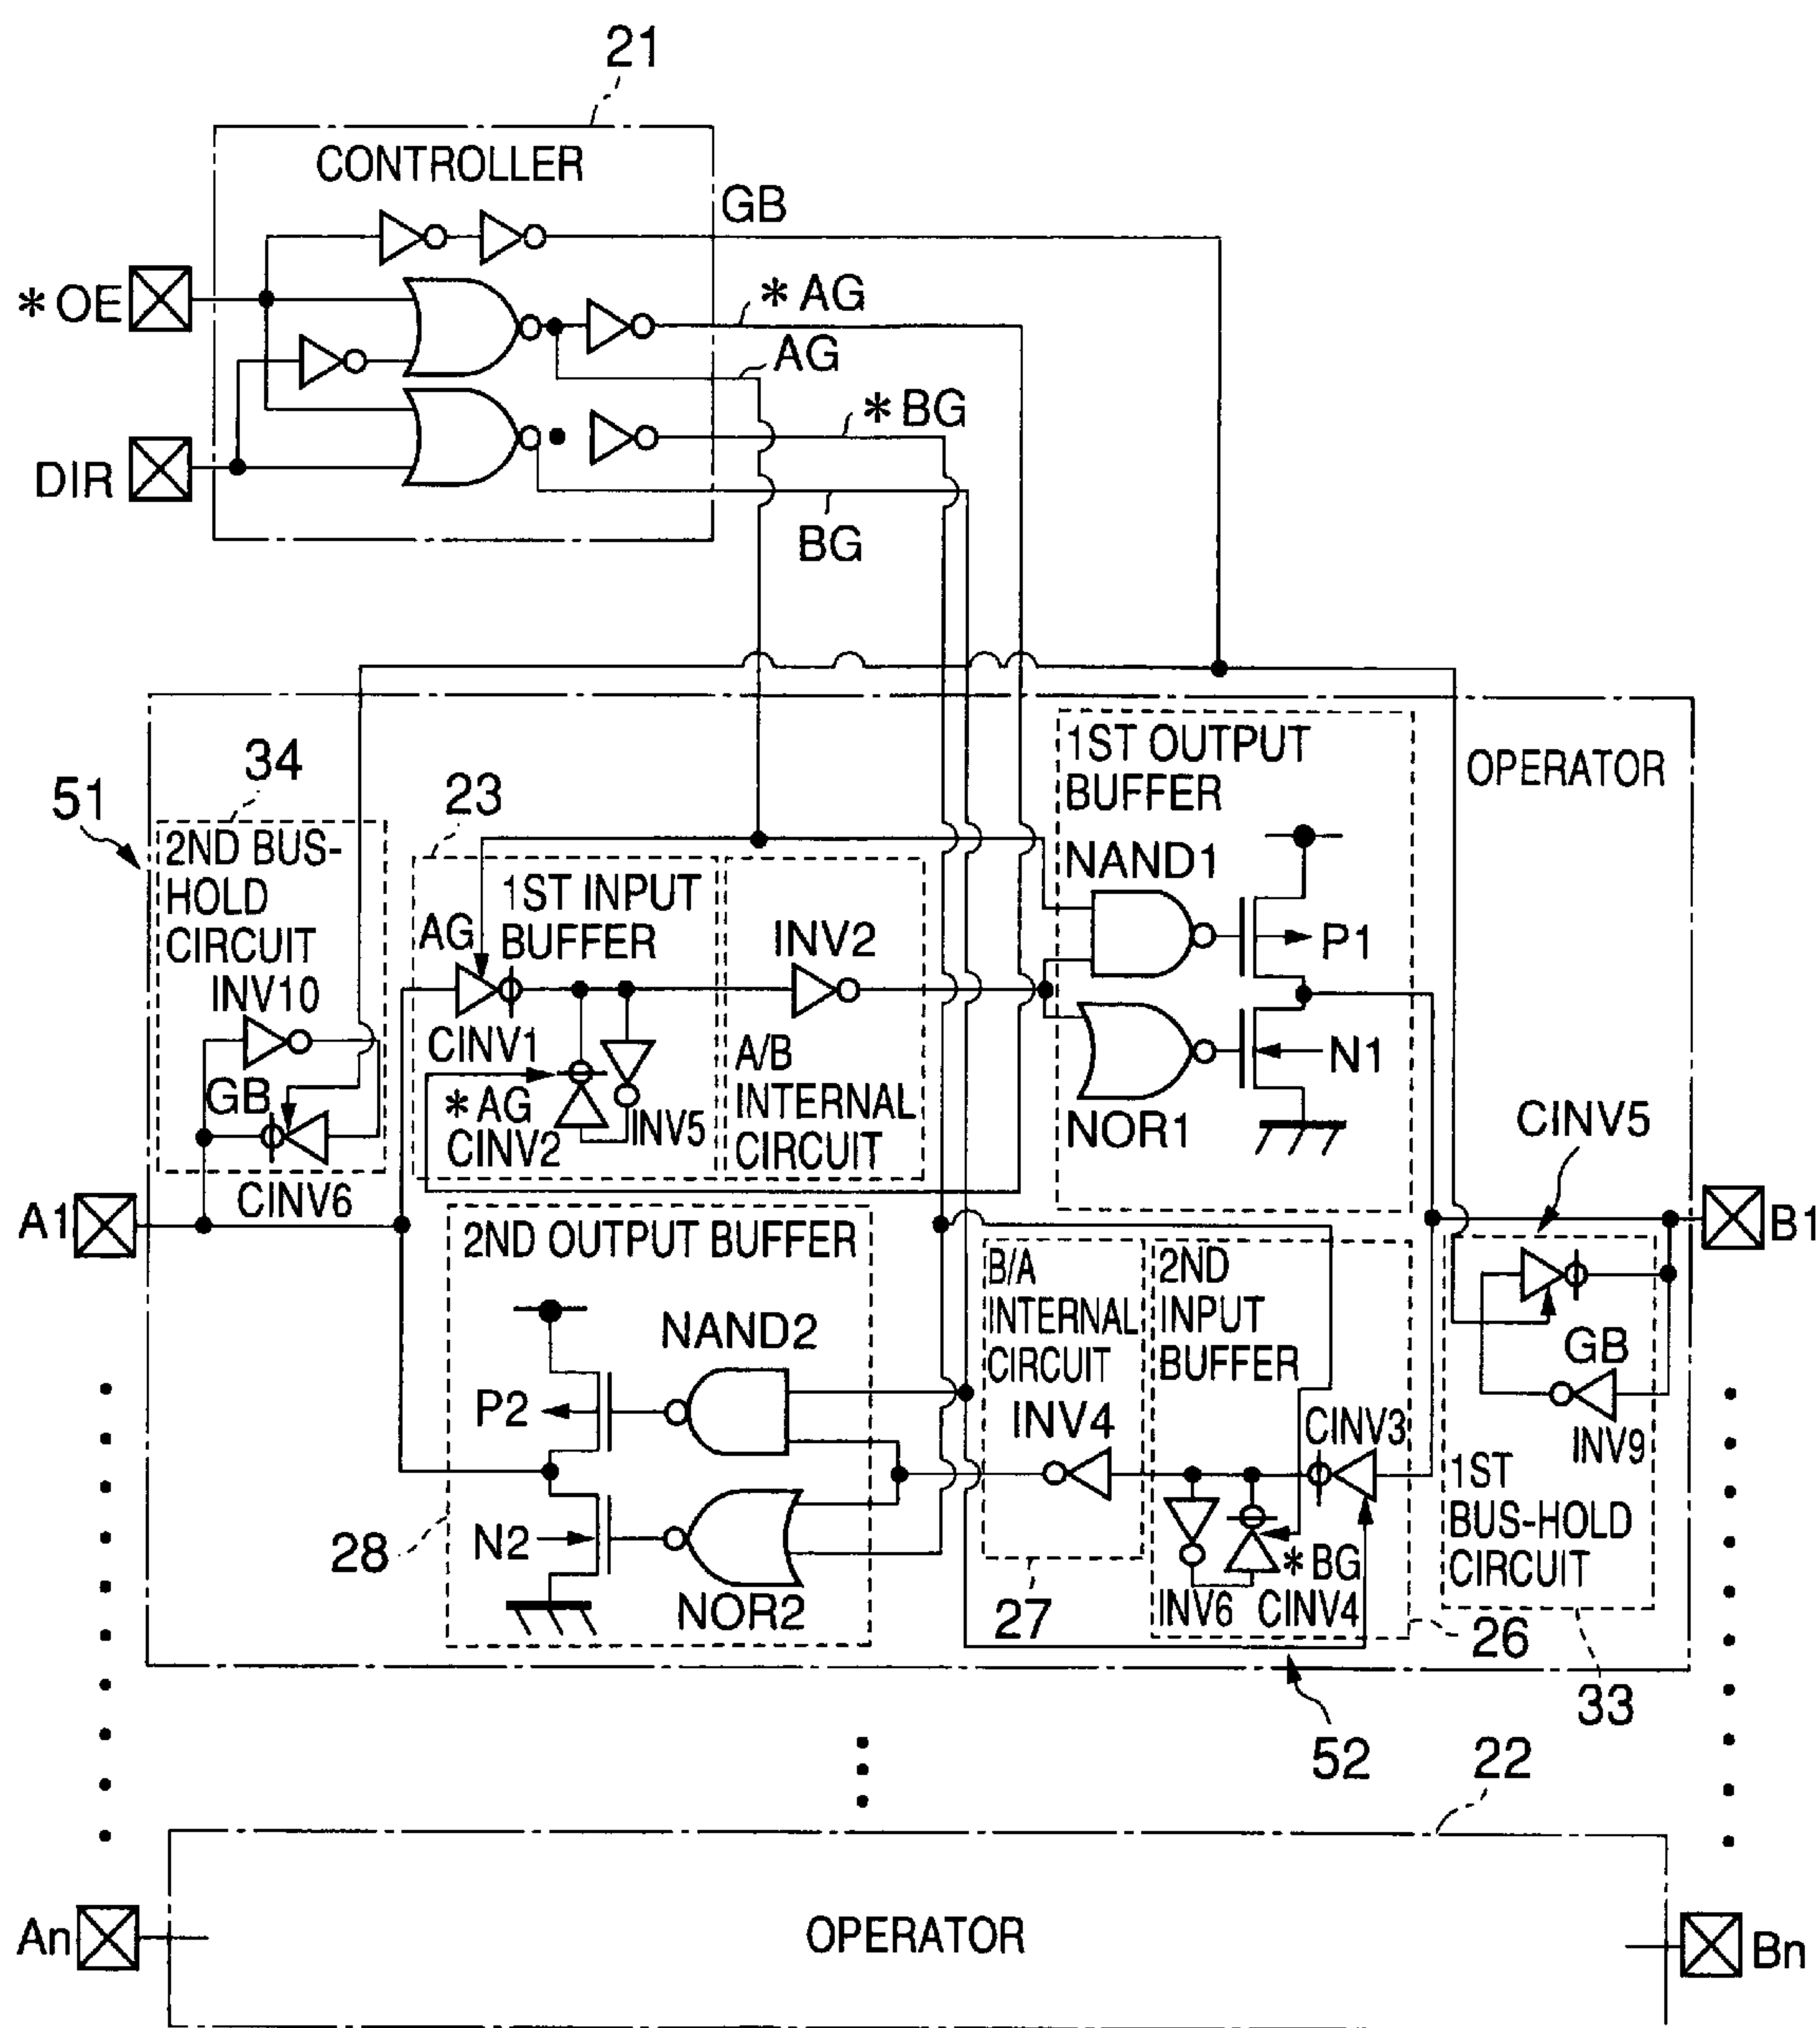 21
CONTROLLER
GB
*OE
*AG
AG
*BG
DIR
BG
1ST OUTPUT
BUFFER
OPERATOR
34
23
51
2ND BUS-
HOLD
CIRCUIT
INV10
1ST INPUT
BUFFER
AG
INV2
NAND1
P1
CINV1
A/B
INTERNAL
CIRCUIT
N1
GB
*AG
CINV2
INV5
NOR1
CINV5
CINV6
A1
B1
2ND OUTPUT BUFFER
B/A
INTERNAL
CIRCUIT
2ND
INPUT
BUFFER
NAND2
GB
P2
INV4
CINV3
INV9
1ST
BUS-HOLD
CIRCUIT
28
N2
*BG
NOR2
27
INV6
CINV4
26
33
52
22
An
OPERATOR
Bn